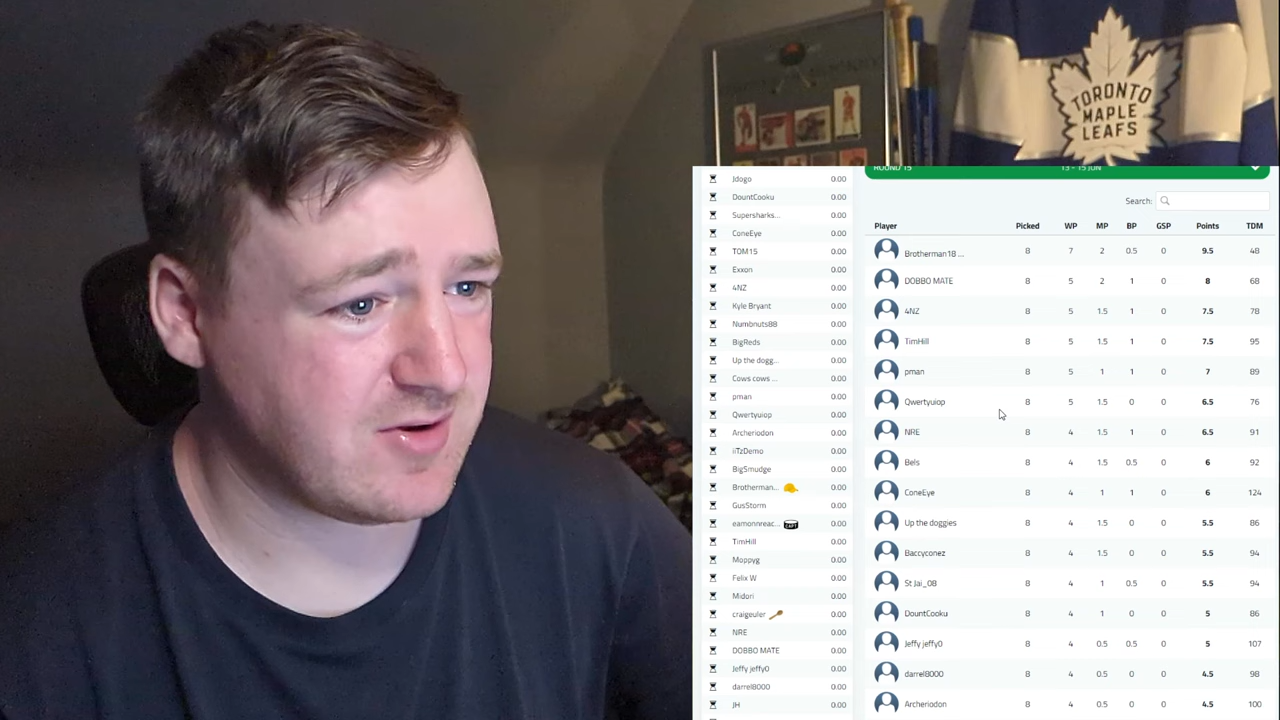 TORONTO
MAPLE
LEAFS
ROUND 15 13 - 15 JUN
Search:
Jdogo 0.00
DountCooku 0.00
Supersharks... 0.00
ConeEye 0.00
TOM15 0.00
Exxon 0.00
4NZ 0.00
Kyle Bryant 0.00
Numbnuts88 0.00
BigReds 0.00
Up the dogg... 0.00
Cows cows ... 0.00
pman 0.00
Qwertyuiop 0.00
Archeriodon 0.00
iiTzDemo 0.00
BigSmudge 0.00
Brotherman... 0.00
GusStorm 0.00
eamonnreac... 0.00
TimHill 0.00
Moppyg 0.00
Felix W 0.00
Midori 0.00
craigeuler 0.00
NRE 0.00
DOBBO MATE 0.00
Jeffy jeffy0 0.00
darrel8000 0.00
JH 0.00
Player Picked WP MP BP GSP Points TDM
Brotherman18 ... 8 7 2 0.5 0 9.5 48
DOBBO MATE 8 5 2 1 0 8 68
4NZ 8 5 1.5 1 0 7.5 78
TimHill 8 5 1.5 1 0 7.5 95
pman 8 5 1 1 0 7 89
Qwertyuiop 8 5 1.5 0 0 6.5 76
NRE 8 4 1.5 1 0 6.5 91
Bels 8 4 1.5 0.5 0 6 92
ConeEye 8 4 1 1 0 6 124
Up the doggies 8 4 1.5 0 0 5.5 86
Baccyconez 8 4 1.5 0 0 5.5 94
St Jai_08 8 4 1 0.5 0 5.5 94
DountCooku 8 4 1 0 0 5 86
Jeffy jeffy0 8 4 0.5 0.5 0 5 107
darrel8000 8 4 0.5 0 0 4.5 98
Archeriodon 8 4 0.5 0 0 4.5 100